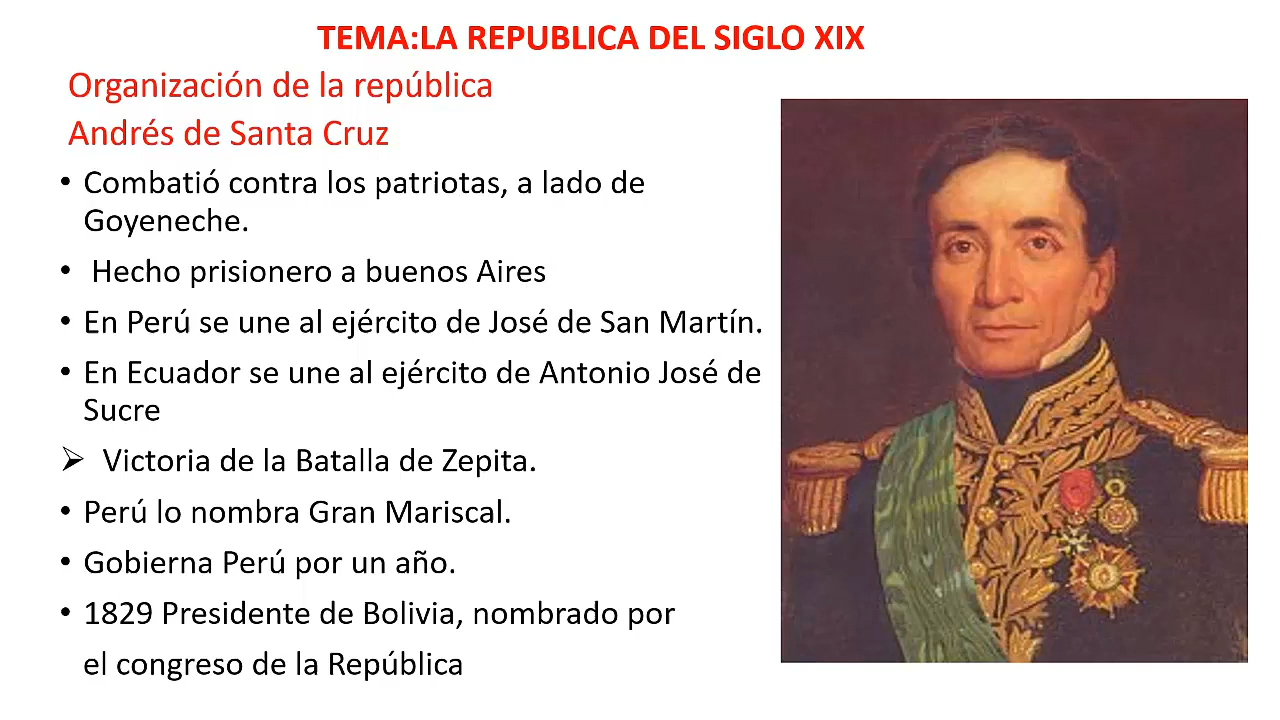 TEMA:LA REPUBLICA DEL SIGLO XIX
Organización de la república
Andrés de Santa Cruz
• Combatió contra los patriotas, a lado de
Goyeneche.
• Hecho prisionero a buenos Aires
• En Perú se une al ejército de José de San Martín.
• En Ecuador se une al ejército de Antonio José de
Sucre
➢ Victoria de la Batalla de Zepita.
• Perú lo nombra Gran Mariscal.
• Gobierna Perú por un año.
• 1829 Presidente de Bolivia, nombrado por
el congreso de la República